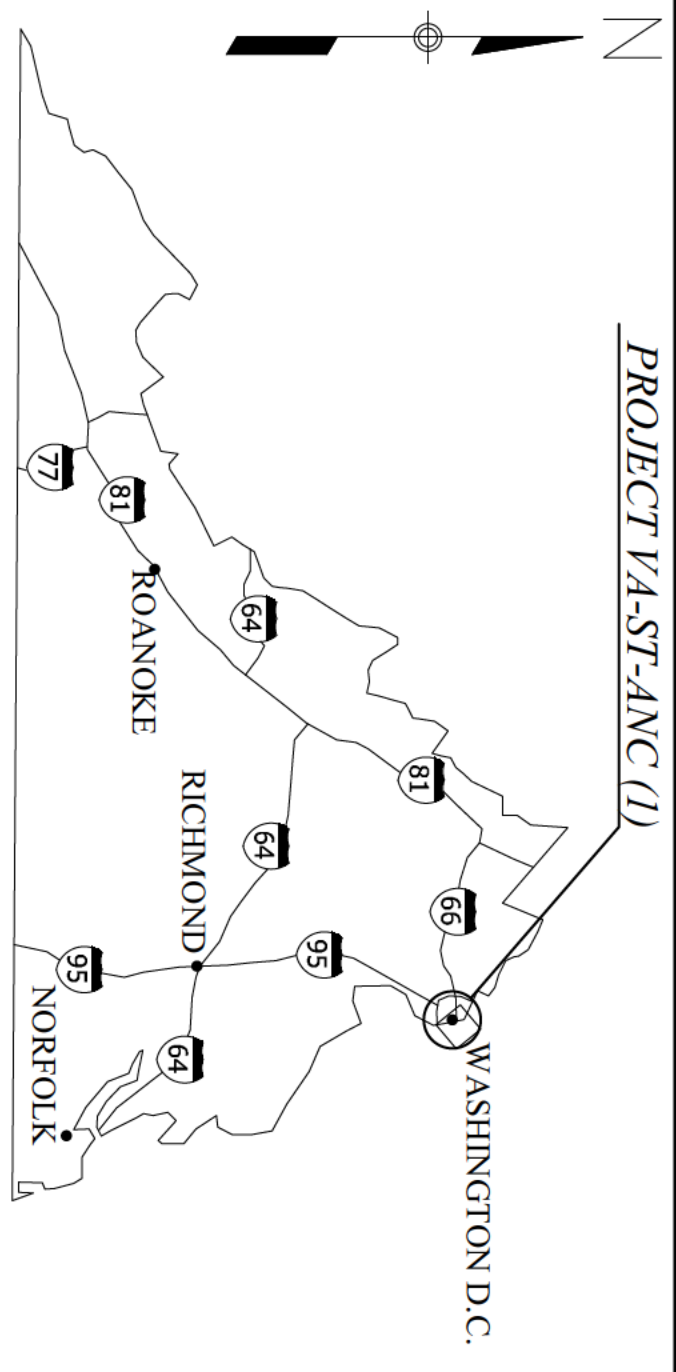 N
PROJECT VA-ST-ANC (1)
WASHINGTON D.C.
66
81
95
64
64
RICHMOND
64
ROANOKE
81
77
95
NORFOLK